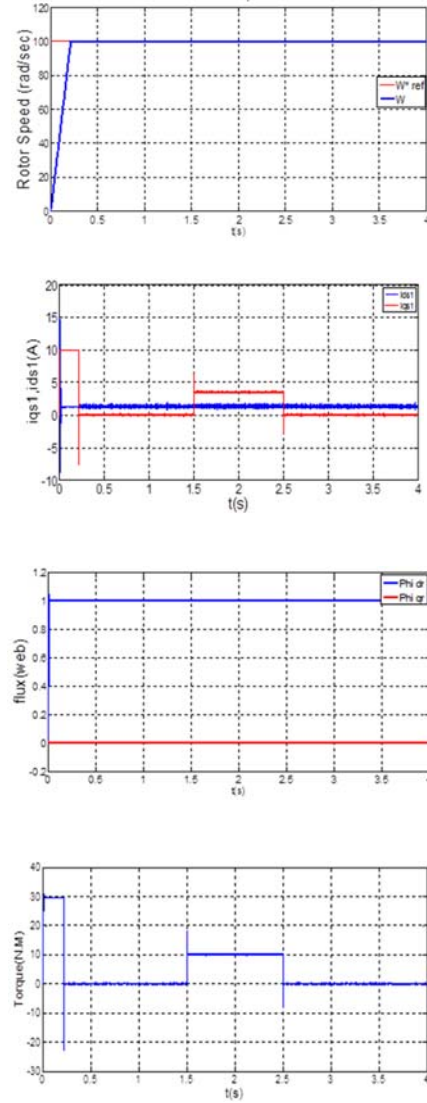 120
100
80
60
40
20
0
Rotor Speed (rad/sec)
W* ref
W
0 0.5 1 1.5 2 2.5 3 3.5 4
t(s)
20
15
10
5
0
-5
-10
iqs1,ids1(A)
ids1
iqs1
0 0.5 1 1.5 2 2.5 3 3.5 4
t(s)
1.2
1
0.8
0.6
0.4
0.2
0
-0.2
flux(web)
Phi dr
Phi qr
0.5 1 1.5 2 2.5 3 3.5 4
t(s)
40
30
20
10
0
-10
-20
-30
Torque(N.M)
0 0.5 1 1.5 2 2.5 3 3.5 4
t(s)